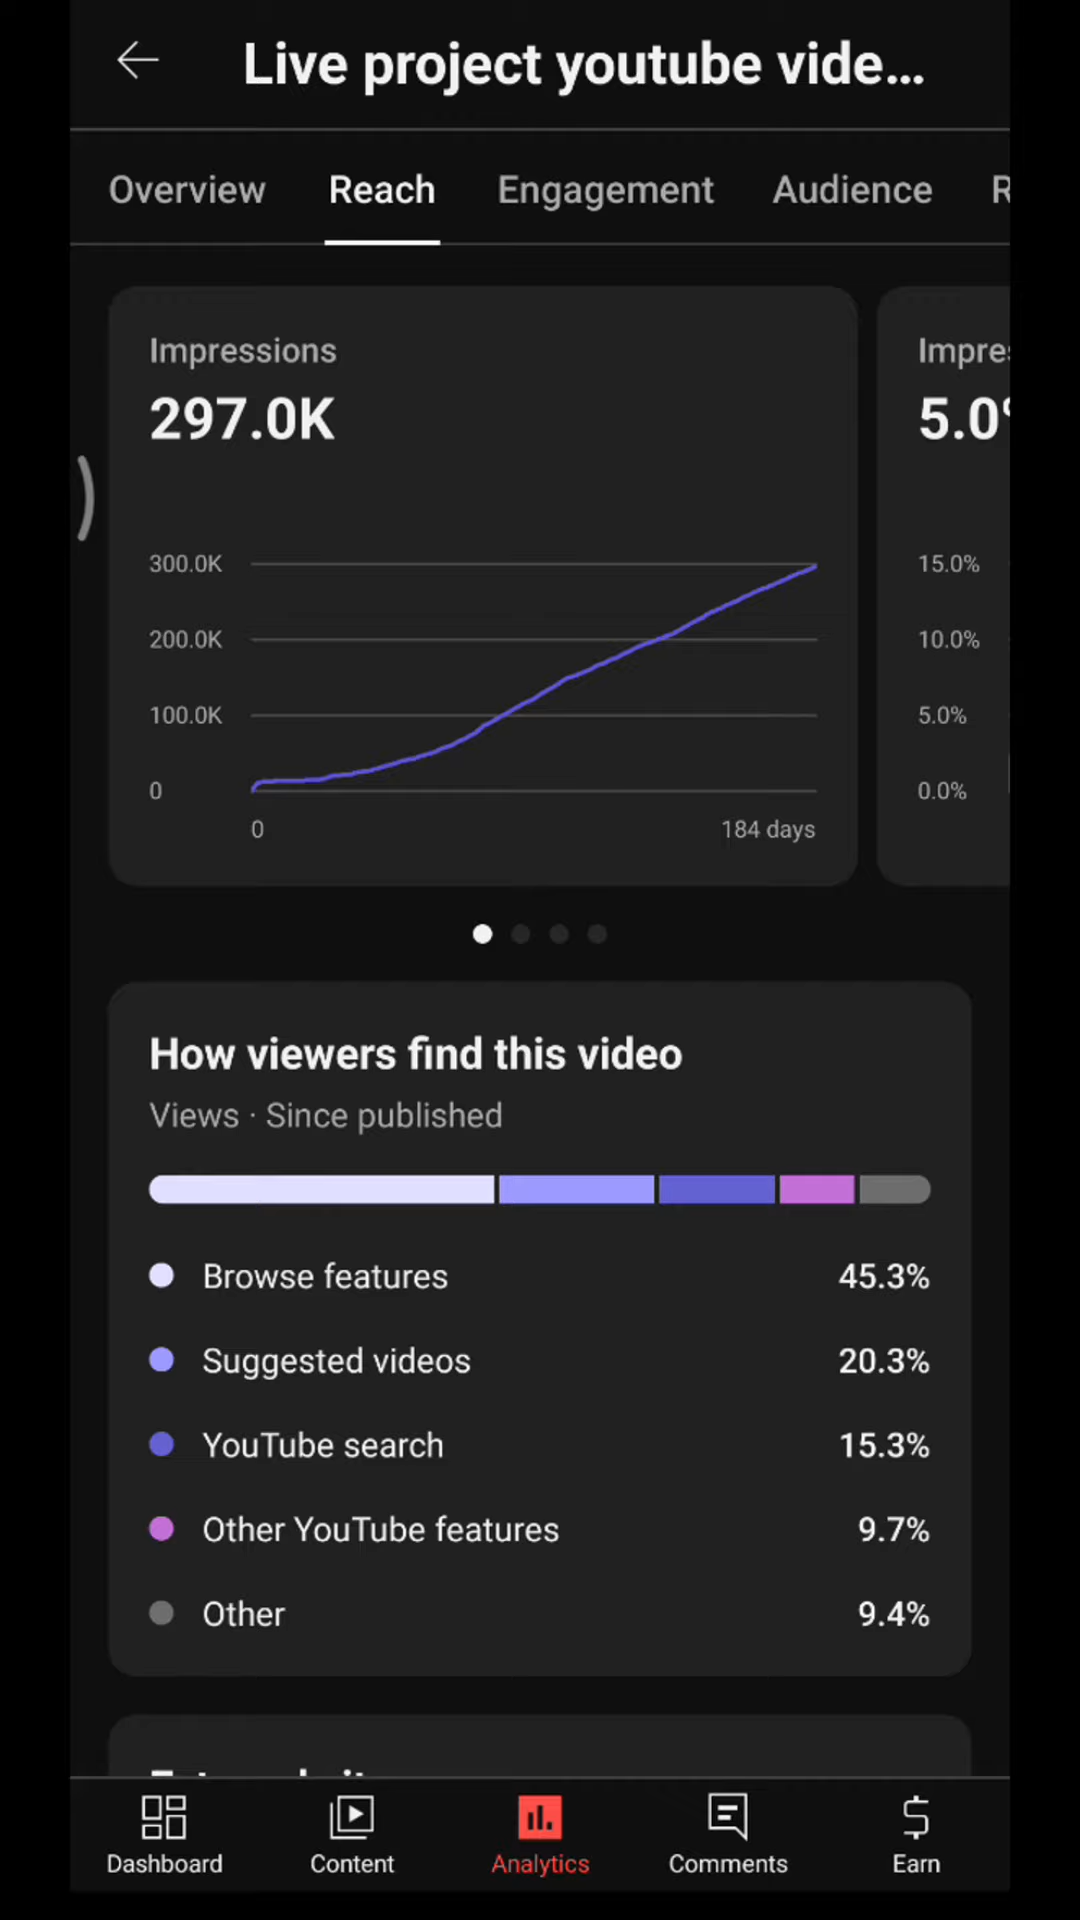 Live project youtube vide...
Overview Reach Engagement Audience
Impressions
297.0K
300.0K
200.0K
100.0K
0
0 184 days
5.0
15.0%
10.0%
5.0%
0.0%
How viewers find this video
Views · Since published
Browse features 45.3%
Suggested videos 20.3%
YouTube search 15.3%
Other YouTube features 9.7%
Other 9.4%
Dashboard Content Analytics Comments Earn